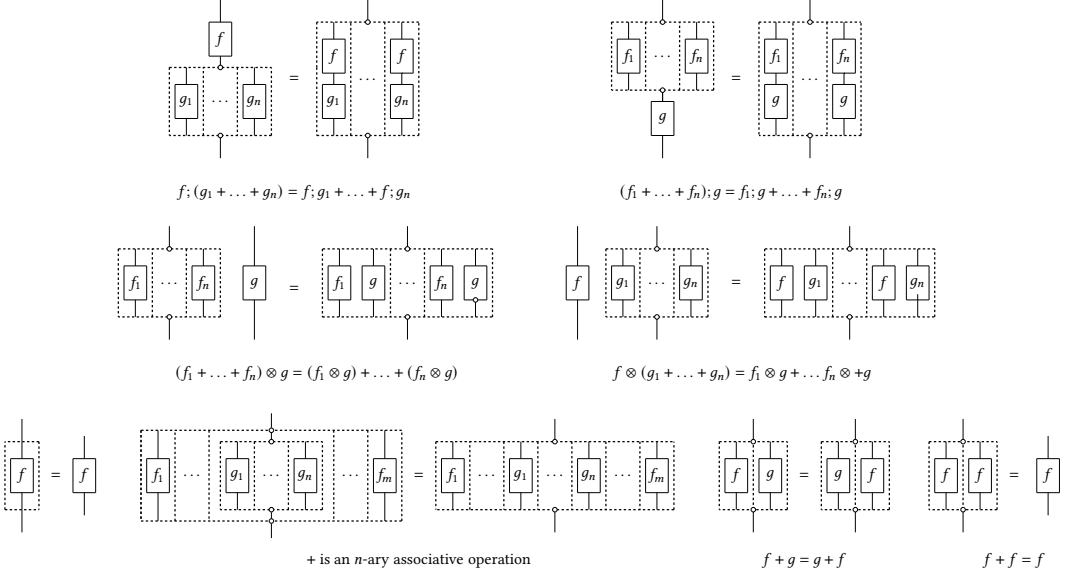 f f f f₁ ⋯ fₙ f₁ fₙ
= ⋯ = ⋯
g₁ ⋯ gₙ g₁ gₙ g g g
f;(g₁ + … + gₙ) = f;g₁ + … + f;gₙ (f₁ + … + fₙ);g = f₁;g + … + fₙ;g
f₁ ⋯ fₙ g = f₁ g ⋯ fₙ g f g₁ ⋯ gₙ = f g₁ ⋯ f gₙ
(f₁ + … + fₙ) ⊗ g = (f₁ ⊗ g) + … + (fₙ ⊗ g) f ⊗ (g₁ + … + gₙ) = f₁ ⊗ g + … fₙ ⊗ +g
f = f f₁ ⋯ g₁ ⋯ gₙ ⋯ fₘ = f₁ ⋯ g₁ ⋯ gₙ ⋯ fₘ f g = g f f f = f
+ is an n-ary associative operation f + g = g + f f + f = f